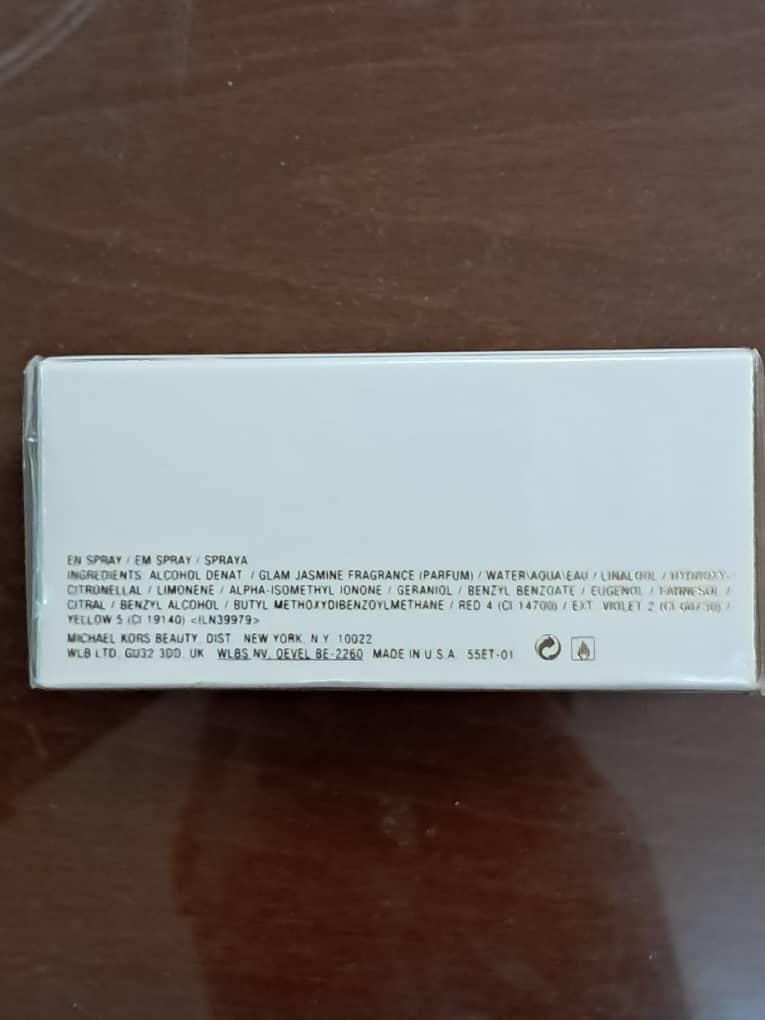 EN SPRAY / EM SPRAY / SPRAYA
INGREDIENTS: ALCOHOL DENAT. / GLAM JASMINE FRAGRANCE (PARFUM) / WATER\AQUA\EAU / LINALOOL / HYDROXY-
CITRONELLAL / LIMONENE / ALPHA-ISOMETHYL IONONE / GERANIOL / BENZYL BENZOATE / EUGENOL / FARNESOL /
CITRAL / BENZYL ALCOHOL / BUTYL METHOXYDIBENZOYLMETHANE / RED 4 (CI 14700) / EXT. VIOLET 2 (CI 60730) /
YELLOW 5 (CI 19140) <ILN39979>
MICHAEL KORS BEAUTY, DIST. NEW YORK, N.Y. 10022
WLB LTD, GU32 3DD, UK WLBS NV, OEVEL BE-2260 MADE IN U.S.A. 55ET-01